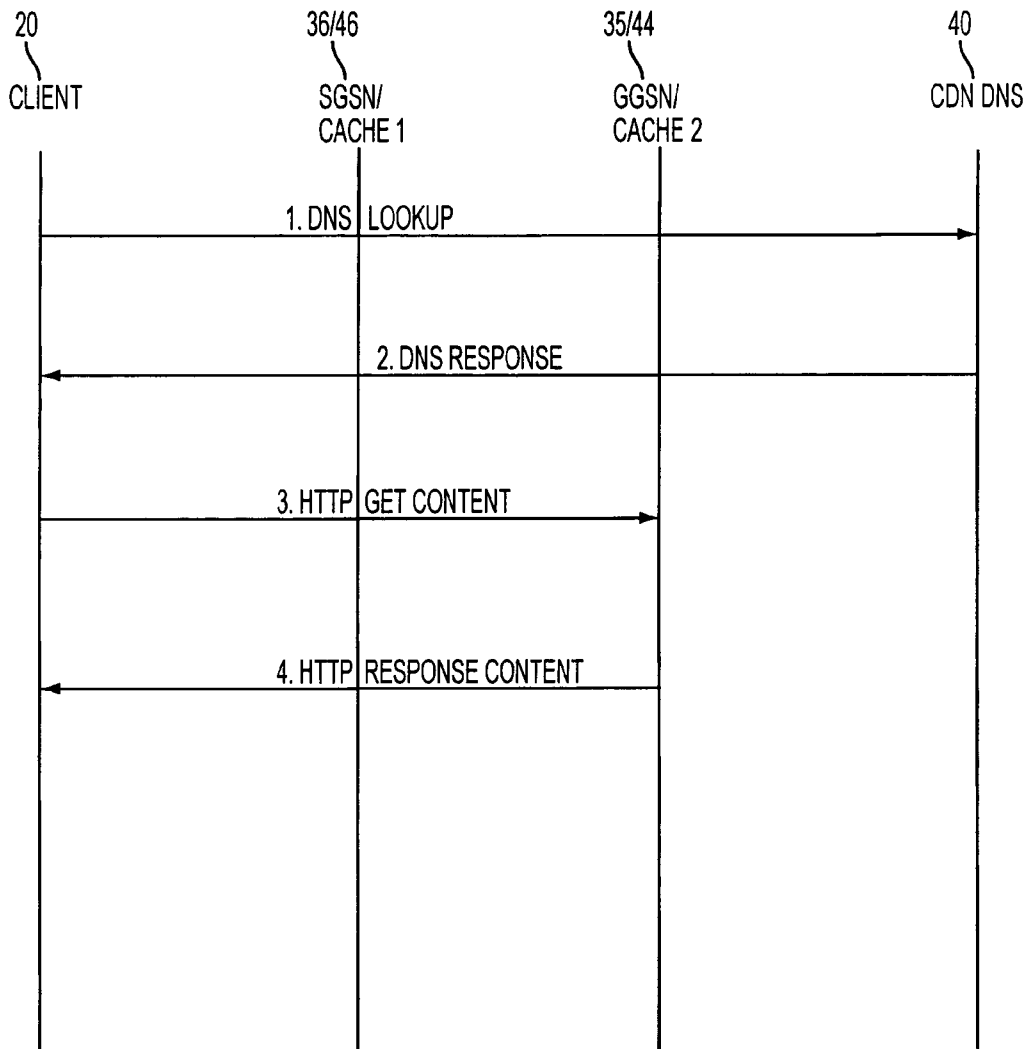 20
36/46
35/44
40
CLIENT
SGSN/
CACHE 1
GGSN/
CACHE 2
CDN DNS
1. DNS LOOKUP
2. DNS RESPONSE
3. HTTP GET CONTENT
4. HTTP RESPONSE CONTENT